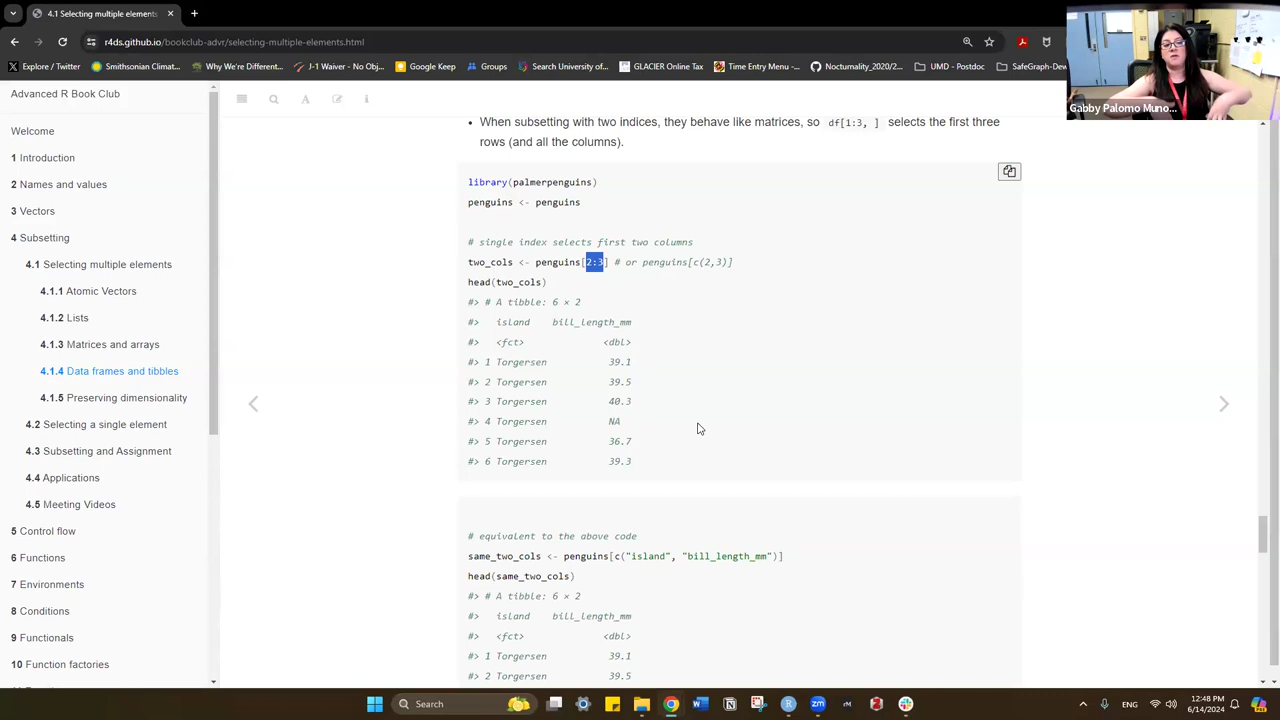 4.1 Selecting multiple elements
r4ds.github.io/bookclub-advr/selecting-multiple-elements.html
Explore / Twitter
Smithsonian Climat...
Why We're Different...
J-1 Waiver - No Obj...
Google Keep
Google Forms
University of...
GLACIER Online Tax
Entry Menu -...
Nocturnality_2020/2...
UMD - Postdoc
SafeGraph-Dewe
Gabby Palomo Muno...
Advanced R Book Club
Welcome
1 Introduction
2 Names and values
3 Vectors
4 Subsetting
4.1 Selecting multiple elements
4.1.1 Atomic Vectors
4.1.2 Lists
4.1.3 Matrices and arrays
4.1.4 Data frames and tibbles
4.1.5 Preserving dimensionality
4.2 Selecting a single element
4.3 Subsetting and Assignment
4.4 Applications
4.5 Meeting Videos
5 Control flow
6 Functions
7 Environments
8 Conditions
9 Functionals
10 Function factories
When subsetting with two indices, they behave like matrices, so df[1:3, ] selects the first three
rows (and all the columns).
library(palmerpenguins)
penguins <- penguins
# single index selects first two columns
two_cols <- penguins[2:3] # or penguins[c(2,3)]
head(two_cols)
#> # A tibble: 6 × 2
#> island bill_length_mm
#> <fct> <dbl>
#> 1 Torgersen 39.1
#> 2 Torgersen 39.5
#> 3 Torgersen 40.3
#> 4 Torgersen NA
#> 5 Torgersen 36.7
#> 6 Torgersen 39.3
# equivalent to the above code
same_two_cols <- penguins[c("island", "bill_length_mm")]
head(same_two_cols)
#> # A tibble: 6 × 2
#> island bill_length_mm
#> <fct> <dbl>
#> 1 Torgersen 39.1
#> 2 Torgersen 39.5
Search
ENG
12:48 PM
6/14/2024